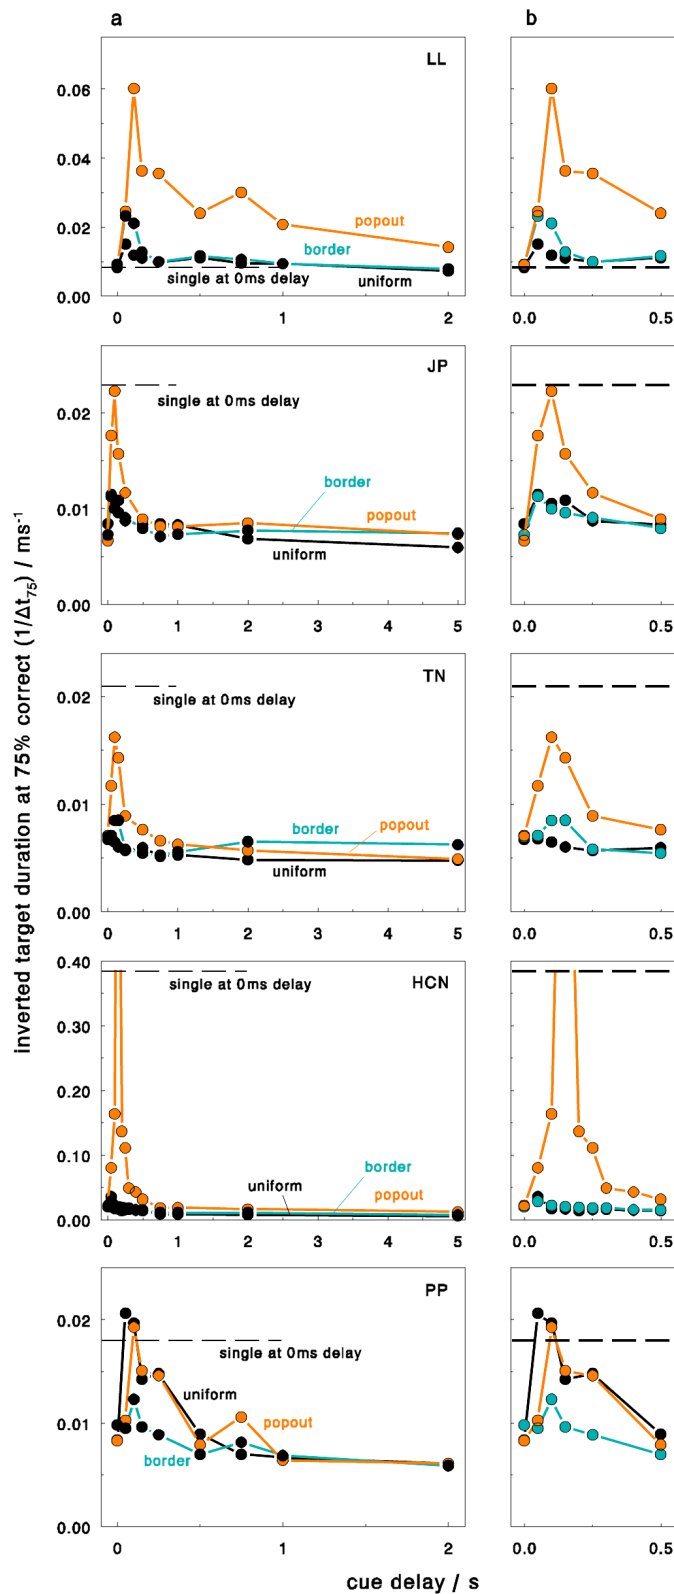 a b
LL
0.06
0.04
0.02
0.00
popout
border
single at 0ms delay
uniform
0 1 2
0.0 0.5
JP
single at 0ms delay
0.02
0.01
0.00
border
popout
uniform
0 1 2 3 4 5
0.0 0.5
TN
0.02
single at 0ms delay
0.01
0.00
border
popout
uniform
0 1 2 3 4 5
0.0 0.5
0.40
HCN
single at 0ms delay
0.30
0.20
0.10
0.00
uniform
border
popout
0 1 2 3 4 5
0.0 0.5
PP
0.02
single at 0ms delay
0.01
0.00
uniform
popout
border
0 1 2
0.0 0.5
inverted target duration at 75% correct (1/Δt₇₅) / ms⁻¹
cue delay / s